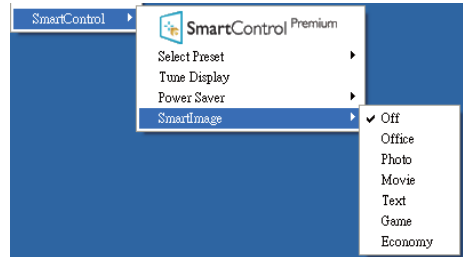 SmartControl
SmartControl Premium
Select Preset
Tune Display
Power Saver
SmartImage
Off
Office
Photo
Movie
Text
Game
Economy